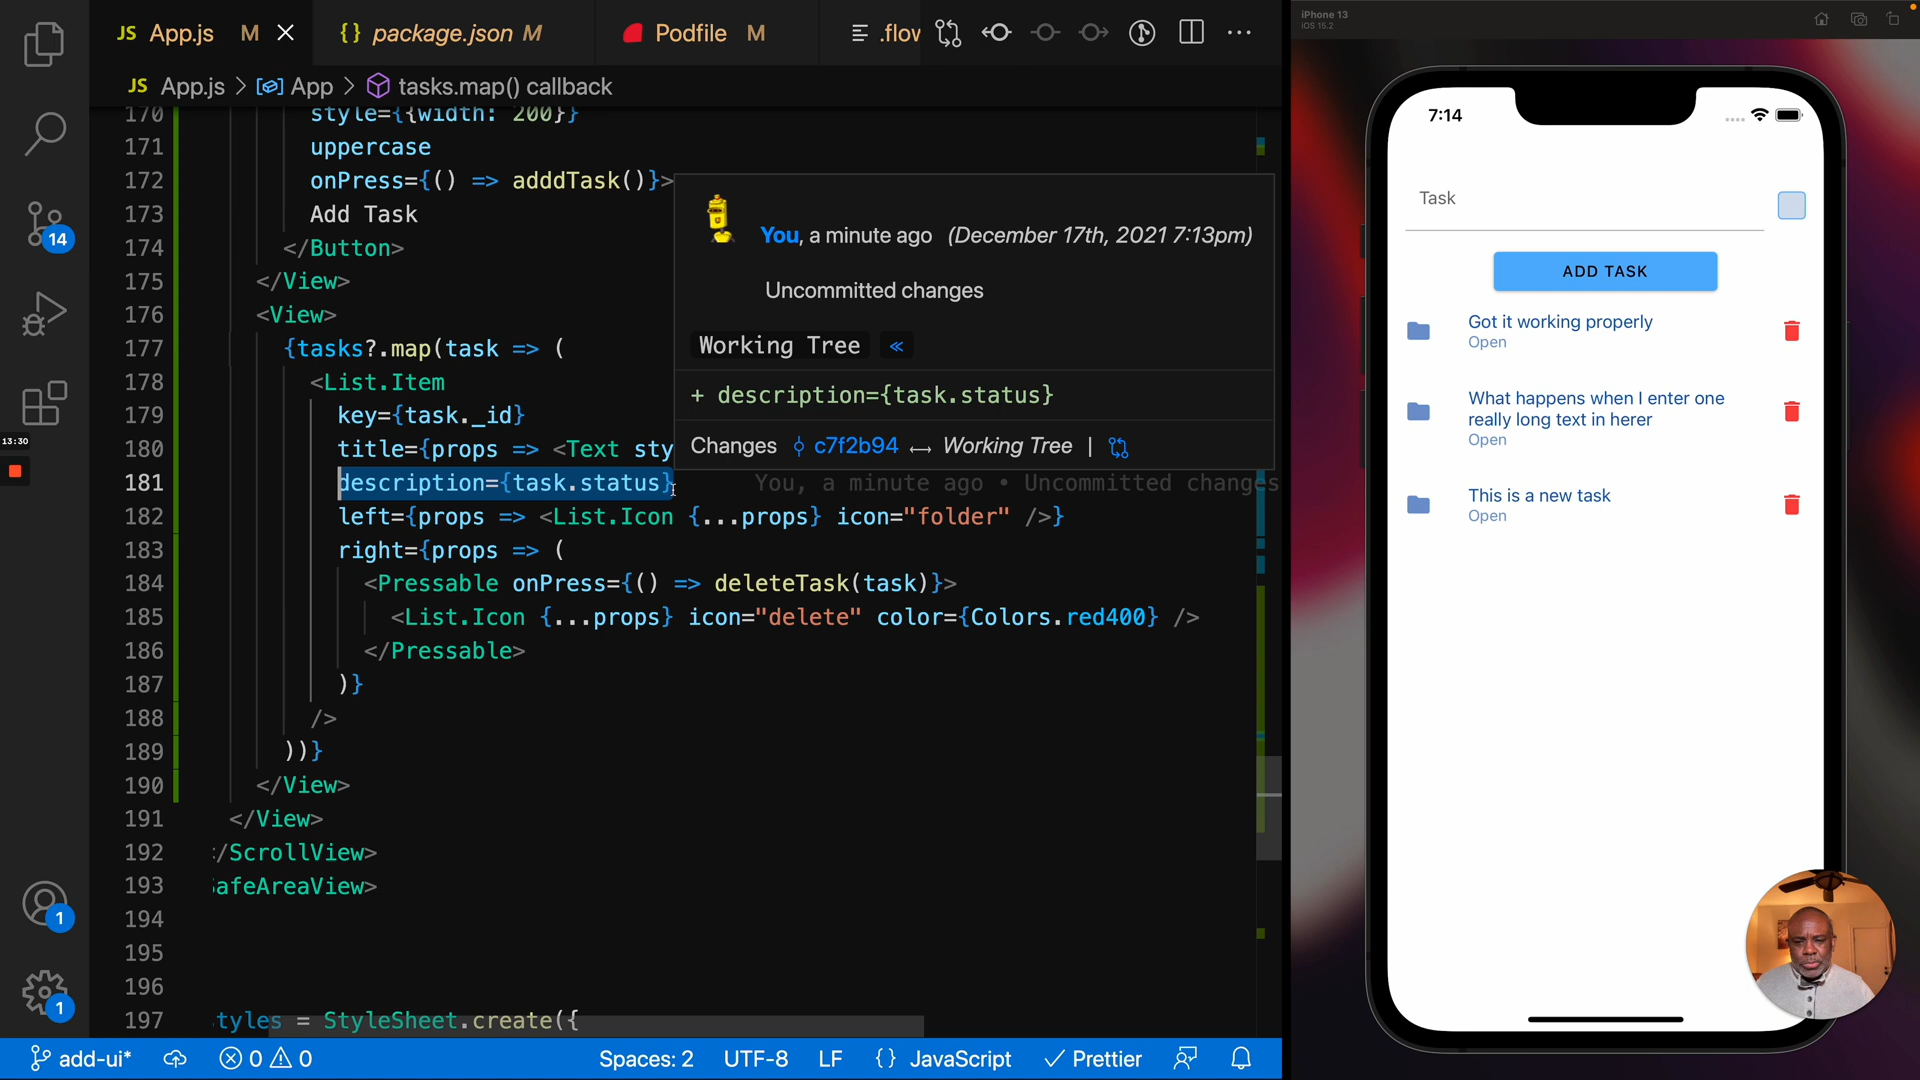 JS App.js M
{} package.json M
Podfile M
.flow
JS App.js > App > tasks.map() callback
170 style={{width: 200}}
171 uppercase
172 onPress={() => adddTask()}>
173 Add Task
174 </Button>
175 </View>
176 <View>
177 {tasks?.map(task => (
178 <List.Item
179 key={task._id}
180 title={props => <Text sty
181 description={task.status} You, a minute ago • Uncommitted changes
182 left={props => <List.Icon {...props} icon="folder" />}
183 right={props => (
184 <Pressable onPress={() => deleteTask(task)}>
185 <List.Icon {...props} icon="delete" color={Colors.red400} />
186 </Pressable>
187 )}
188 />
189 ))}
190 </View>
191 </View>
192 </ScrollView>
193 SafeAreaView>
194
195
196
197 tyles = StyleSheet.create({
You, a minute ago (December 17th, 2021 7:13pm)
Uncommitted changes
Working Tree «
+ description={task.status}
Changes c7f2b94 ↔ Working Tree |
14
13:30
1
1
add-ui*
0 0
Spaces: 2
UTF-8
LF
{} JavaScript
Prettier
iPhone 13
iOS 15.2
7:14
Task
ADD TASK
Got it working properly
Open
What happens when I enter one
really long text in herer
Open
This is a new task
Open